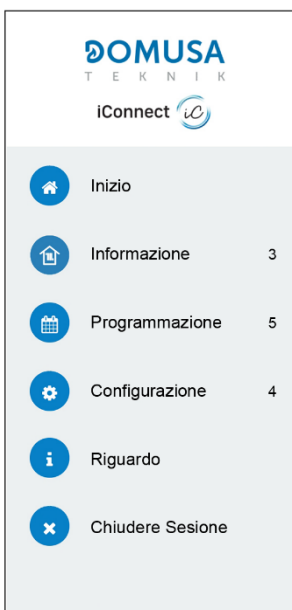 DOMUSA
TEKNIK
iConnect iC
Inizio
Informazione 3
Programmazione 5
Configurazione 4
Riguardo
Chiudere Sesione